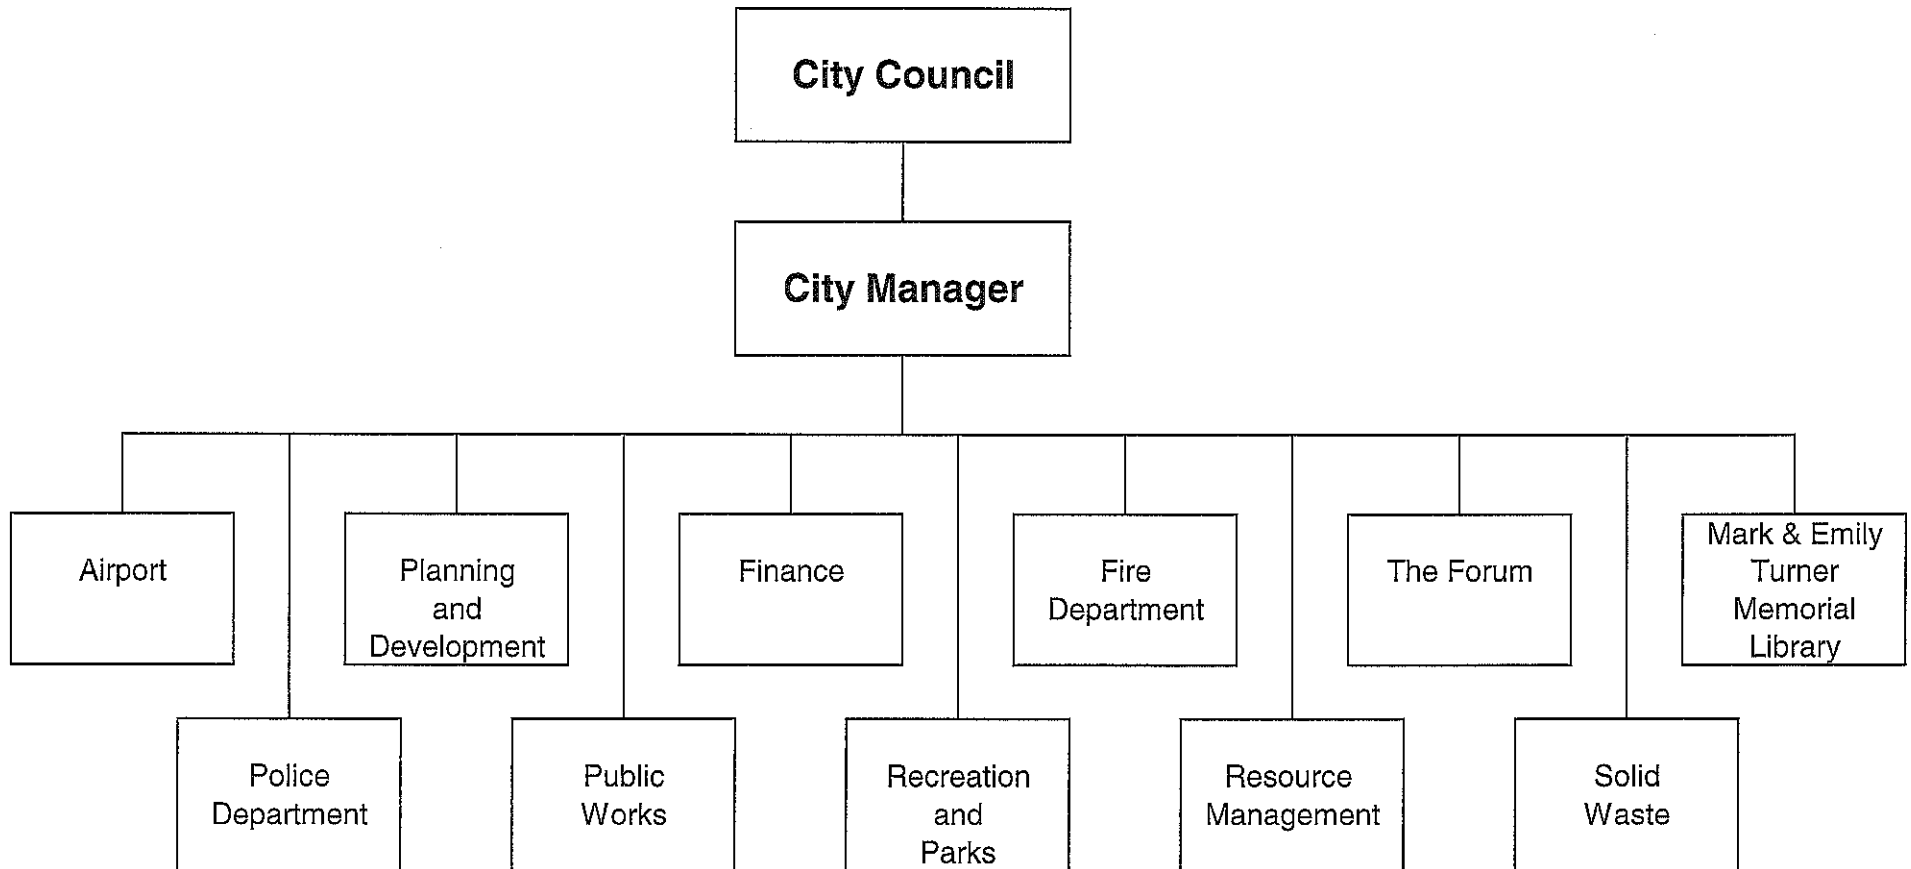 City Council
City Manager
Airport
Planning
and
Development
Finance
Fire
Department
The Forum
Mark & Emily
Turner
Memorial
Library
Police
Department
Public
Works
Recreation
and
Parks
Resource
Management
Solid
Waste